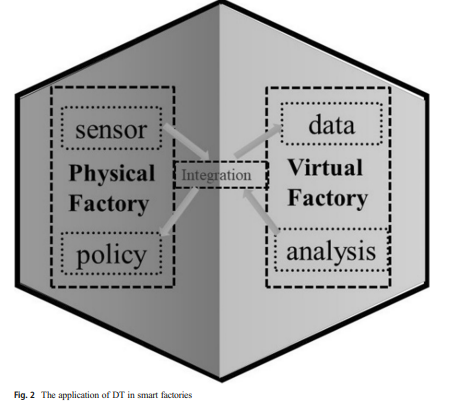 sensor
Physical
Factory
policy
Integration
data
Virtual
Factory
analysis
Fig. 2 The application of DT in smart factories